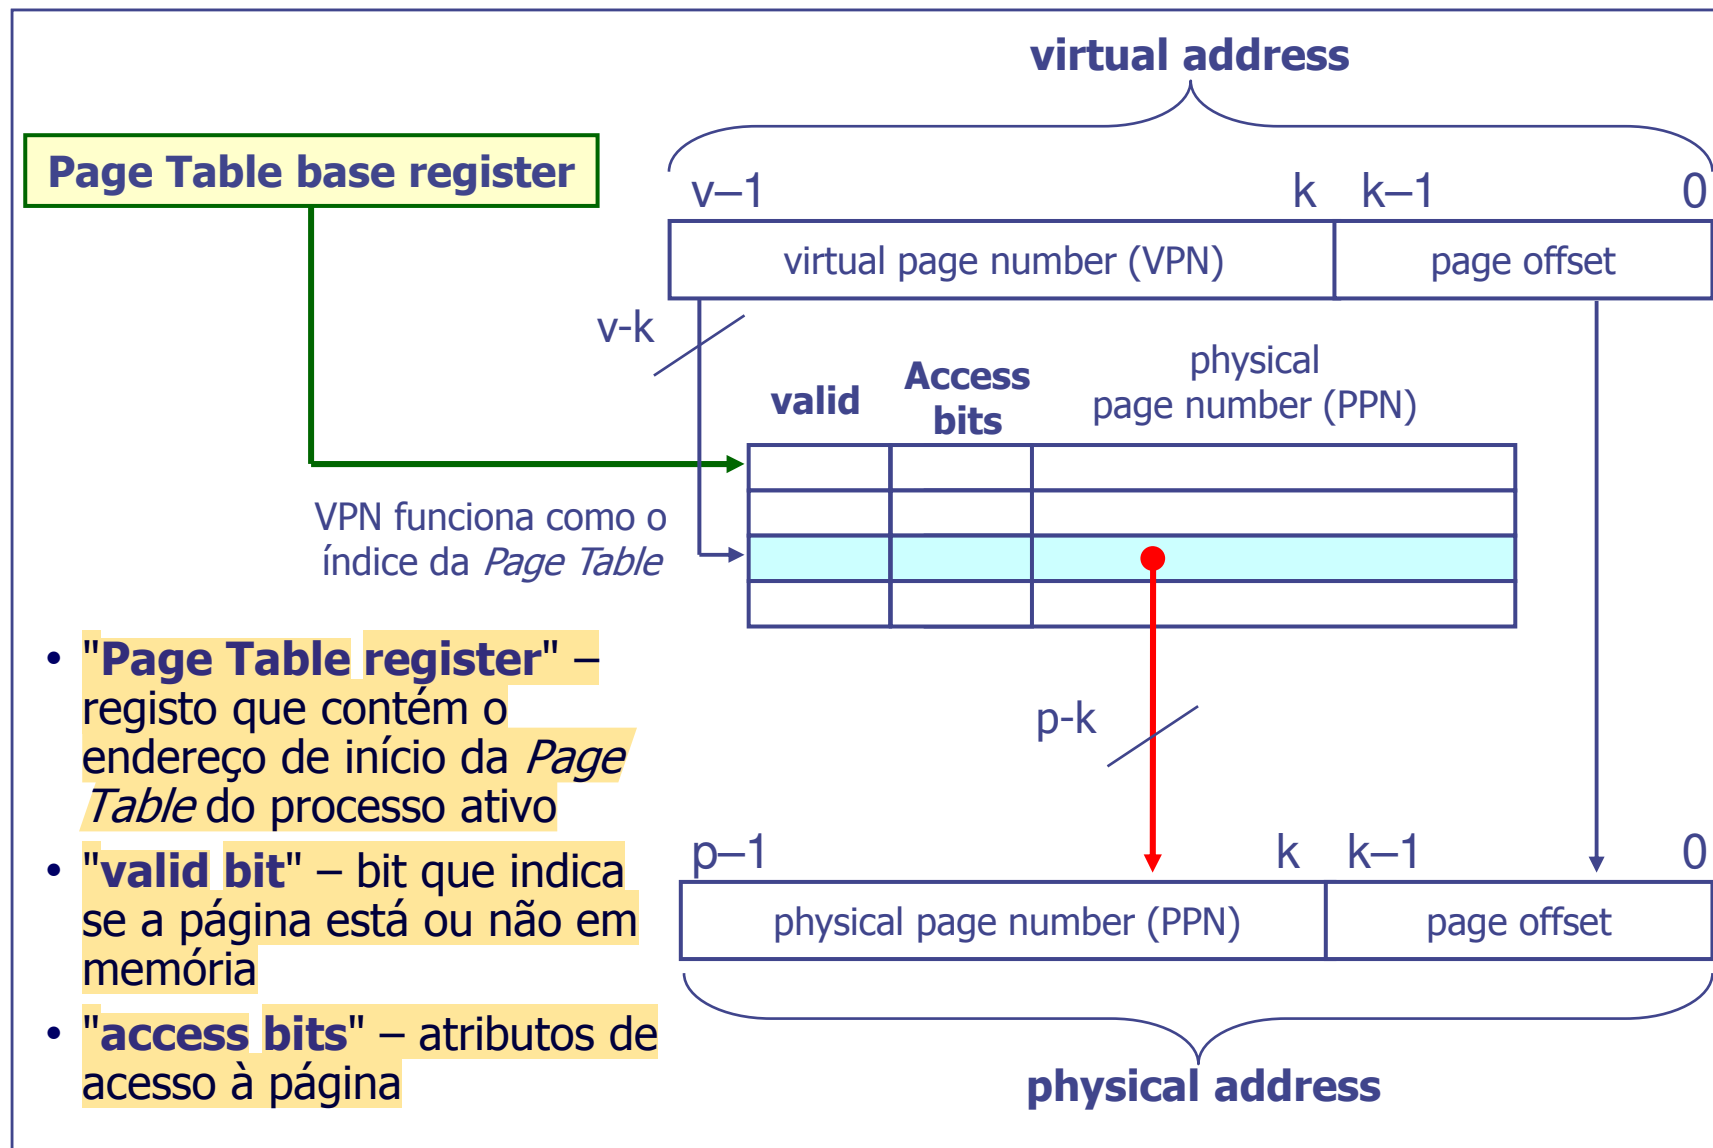 virtual address
Page Table base register
v–1 k k–1 0
virtual page number (VPN) page offset
v-k
valid
Access
bits
physical
page number (PPN)
VPN funciona como o
índice da Page Table
• "Page Table register" –
registo que contém o
endereço de início da Page
Table do processo ativo
• "valid bit" – bit que indica
se a página está ou não em
memória
• "access bits" – atributos de
acesso à página
p-k
p–1 k k–1 0
physical page number (PPN) page offset
physical address